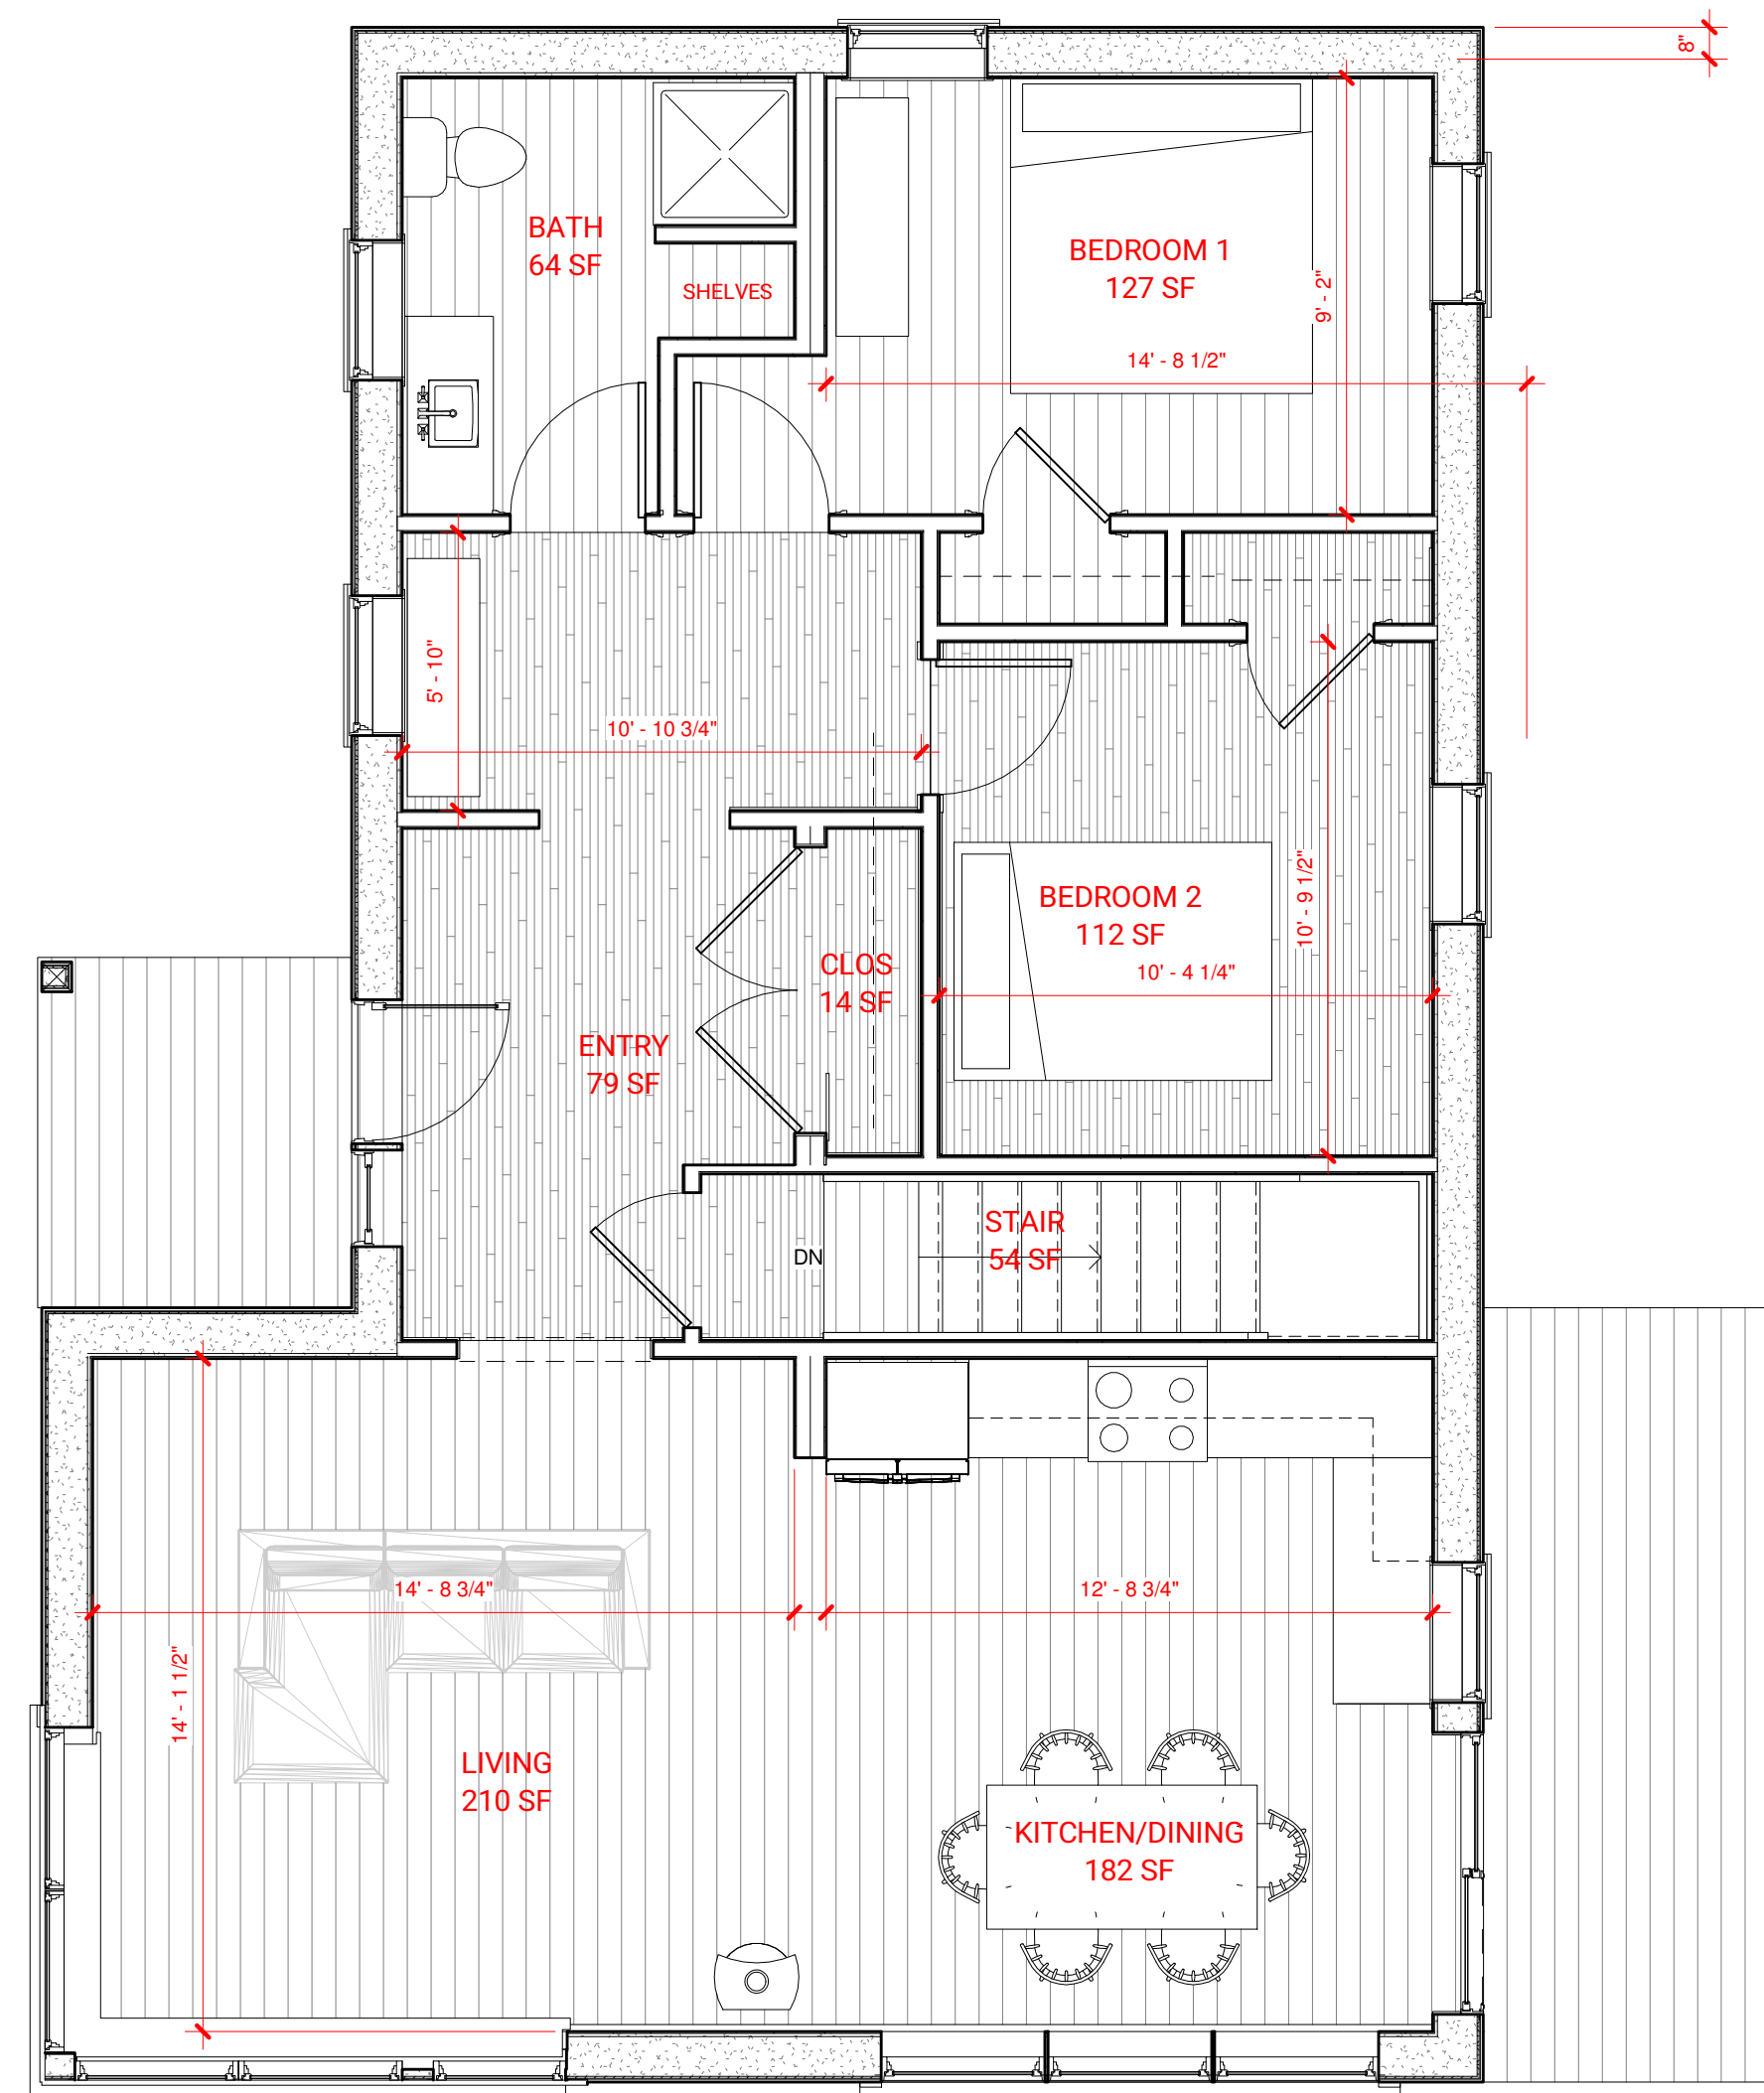 8"
BATH
64 SF
SHELVES
BEDROOM 1
127 SF
9' - 2"
14' - 8 1/2"
5' - 10"
10' - 10 3/4"
BEDROOM 2
112 SF
10' - 9 1/2"
10' - 4 1/4"
CLOS
14 SF
ENTRY
79 SF
STAIR
54 SF
DN
14' - 8 3/4"
12' - 8 3/4"
14' - 1 1/2"
LIVING
210 SF
KITCHEN/DINING
182 SF